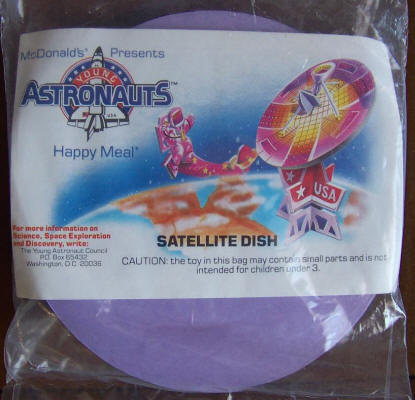 McDonald's® Presents
YOUNG
ASTRONAUTS™
USA
Happy Meal®
USA
For more information on
Science, Space Exploration
and Discovery, write:
The Young Astronaut Council
P.O. Box 65432
Washington, D.C. 20036
SATELLITE DISH
CAUTION: the toy in this bag may contain small parts and is not
intended for children under 3.